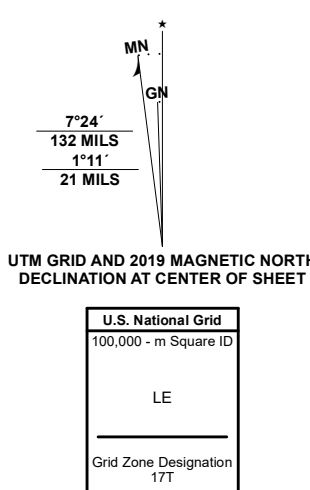 ★
MN
GN
7°24´
132 MILS
1°11´
21 MILS
UTM GRID AND 2019 MAGNETIC NORTH
DECLINATION AT CENTER OF SHEET
U.S. National Grid
100,000 - m Square ID
LE
Grid Zone Designation
17T